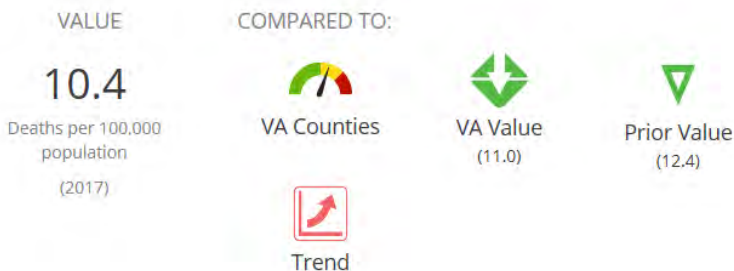 VALUE
COMPARED TO:
10.4
Deaths per 100,000
population
(2017)
VA Counties
VA Value
(11.0)
Prior Value
(12.4)
Trend